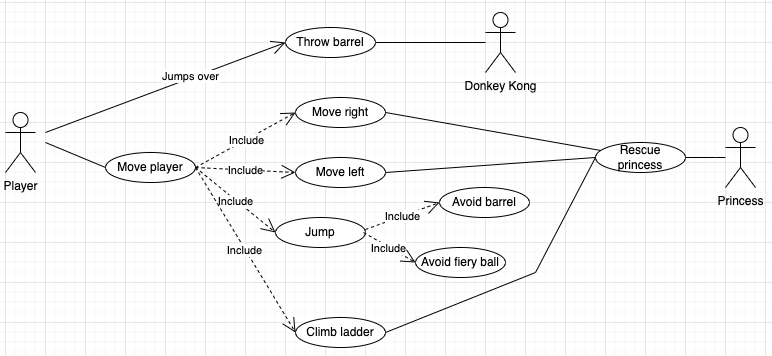 Throw barrel
Donkey Kong
Jumps over
Move right
Include
Player
Move player
Include
Move left
Rescue
princess
Princess
Include
Avoid barrel
Include
Jump
Include
Include
Avoid fiery ball
Climb ladder